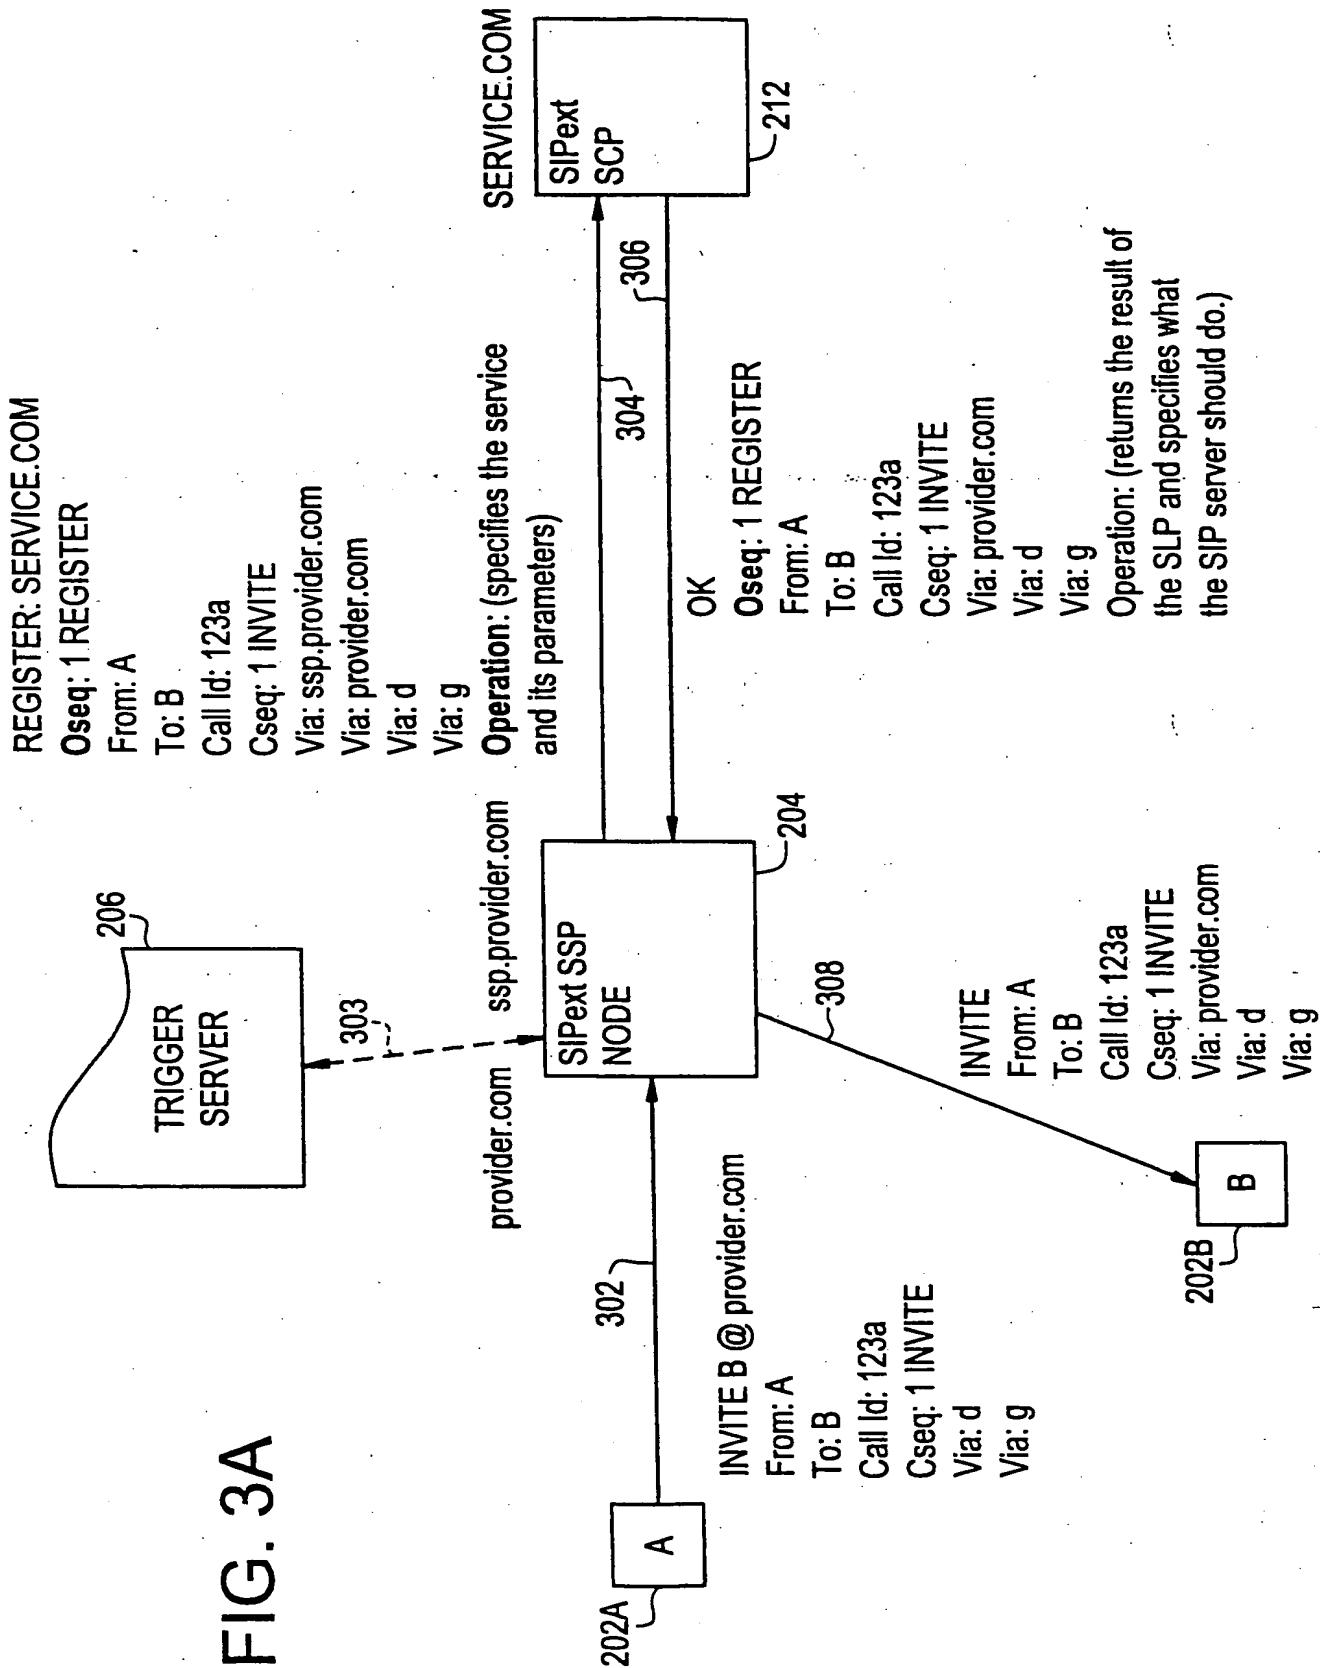 FIG. 3A
REGISTER: SERVICE.COM
Oseq: 1 REGISTER
From: A
To: B
Call Id: 123a
Cseq: 1 INVITE
Via: ssp.provider.com
Via: provider.com
Via: d
Via: g
Operation: (specifies the service
and its parameters)
206
TRIGGER
SERVER
303
provider.com
ssp.provider.com
SIPext SSP
NODE
204
SERVICE.COM
SIPext
SCP
212
304
306
OK
Oseq: 1 REGISTER
From: A
To: B
Call Id: 123a
Cseq: 1 INVITE
Via: provider.com
Via: d
Via: g
Operation: (returns the result of
the SLP and specifies what
the SIP server should do.)
302
A
202A
INVITE B @ provider.com
From: A
To: B
Call Id: 123a
Cseq: 1 INVITE
Via: d
Via: g
308
INVITE
From: A
To: B
Call Id: 123a
Cseq: 1 INVITE
Via: provider.com
Via: d
Via: g
B
202B